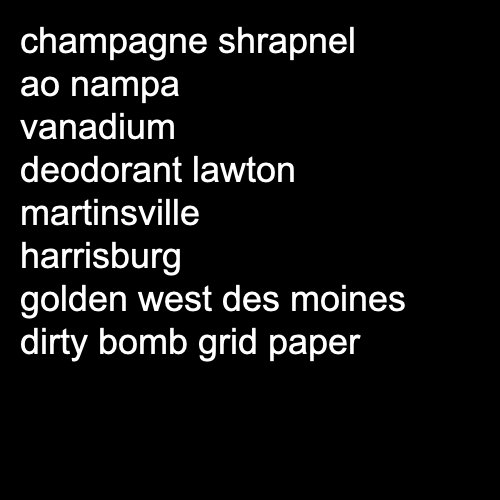 champagne shrapnel
ao nampa
vanadium
deodorant lawton
martinsville
harrisburg
golden west des moines
dirty bomb grid paper